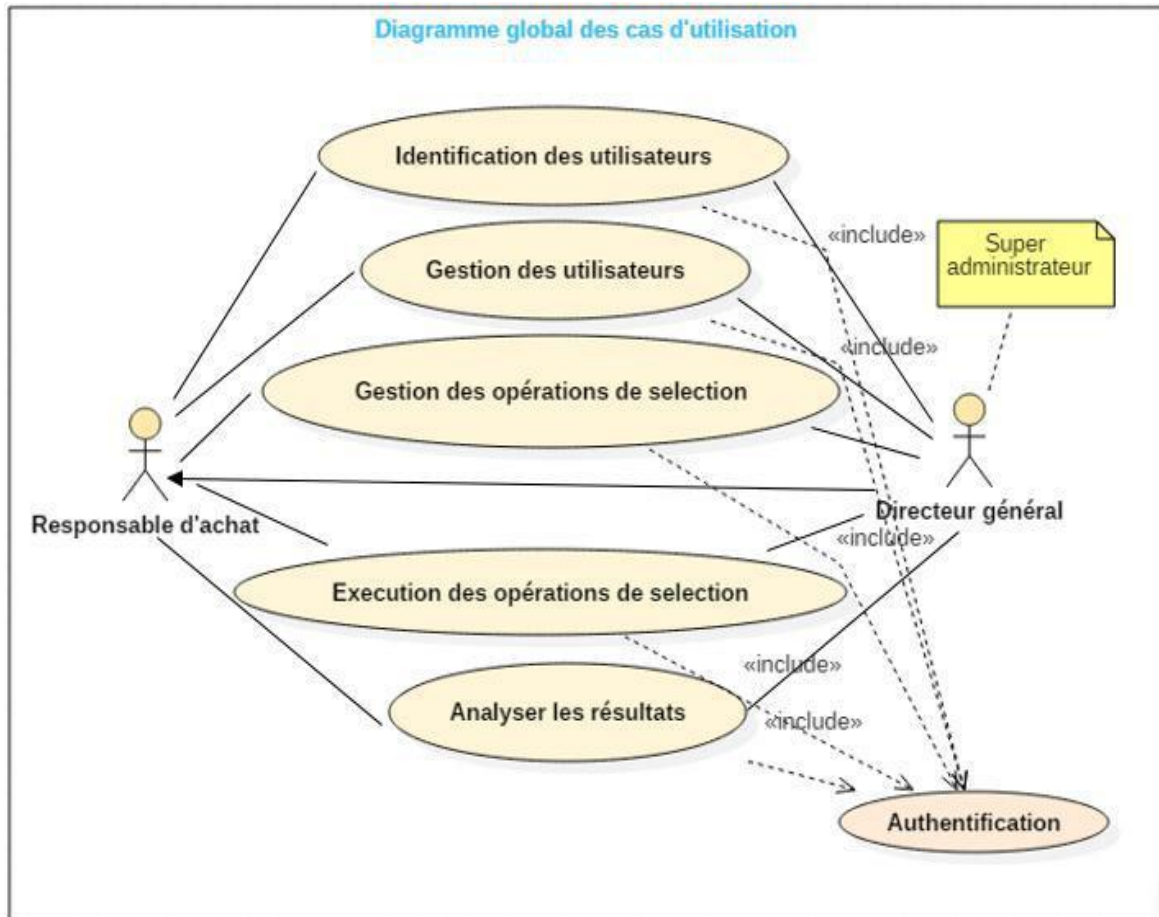 Diagramme global des cas d'utilisation
Identification des utilisateurs
«include»
Super
administrateur
Gestion des utilisateurs
«include»
Gestion des opérations de selection
Responsable d'achat
Directeur général
«include»
Execution des opérations de selection
«include»
Analyser les résultats
«include»
Authentification